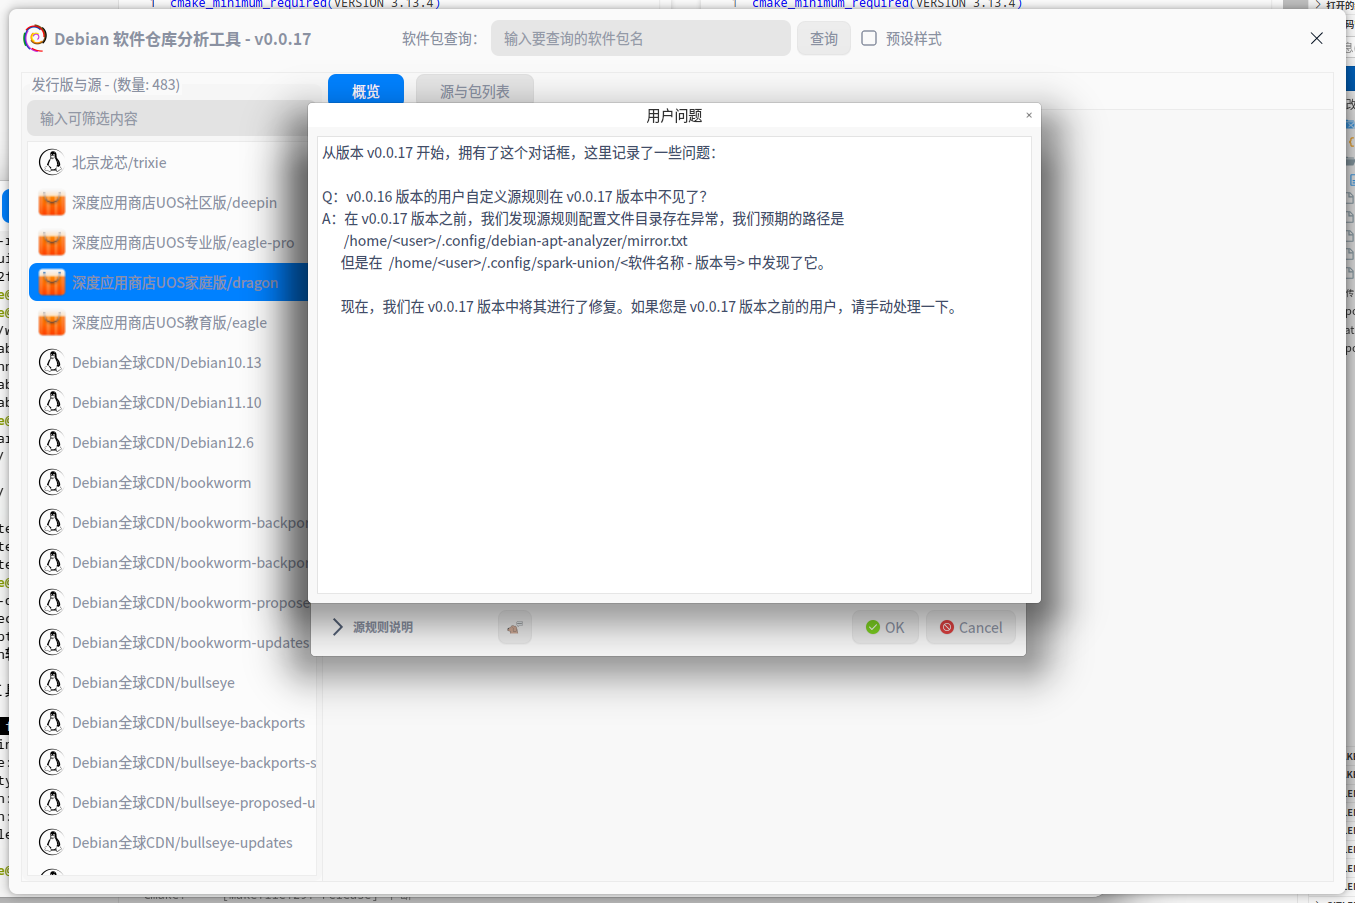 cmake_minimum_required(VERSION 3.13.4)
cmake_minimum_required(VERSION 3.13.4)
打开的
Debian 软件仓库分析工具 - v0.0.17
软件包查询：
输入要查询的软件包名
查询
预设样式
发行版与源 - (数量: 483)
概览
源与包列表
输入可筛选内容
北京龙芯/trixie
深度应用商店UOS社区版/deepin
深度应用商店UOS专业版/eagle-pro
深度应用商店UOS家庭版/dragon
深度应用商店UOS教育版/eagle
Debian全球CDN/Debian10.13
Debian全球CDN/Debian11.10
Debian全球CDN/Debian12.6
Debian全球CDN/bookworm
Debian全球CDN/bookworm-backpor
Debian全球CDN/bookworm-backpor
Debian全球CDN/bookworm-propose
Debian全球CDN/bookworm-updates
Debian全球CDN/bullseye
Debian全球CDN/bullseye-backports
Debian全球CDN/bullseye-backports-s
Debian全球CDN/bullseye-proposed-u
Debian全球CDN/bullseye-updates
用户问题
×
从版本 v0.0.17 开始，拥有了这个对话框，这里记录了一些问题：
Q：v0.0.16 版本的用户自定义源规则在 v0.0.17 版本中不见了？
A：在 v0.0.17 版本之前，我们发现源规则配置文件目录存在异常，我们预期的路径是
/home/<user>/.config/debian-apt-analyzer/mirror.txt
但是在 /home/<user>/.config/spark-union/<软件名称 - 版本号> 中发现了它。
现在，我们在 v0.0.17 版本中将其进行了修复。如果您是 v0.0.17 版本之前的用户，请手动处理一下。
源规则说明
OK
Cancel